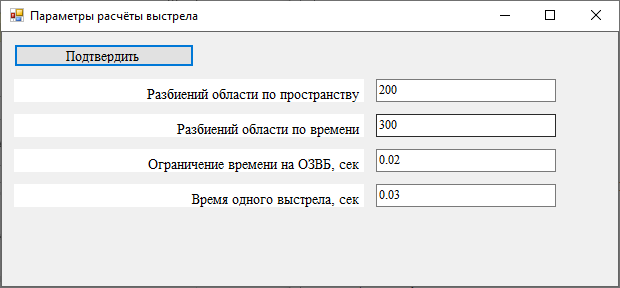 Параметры расчёты выстрела
Подтвердить
Разбиений области по пространству 200
Разбиений области по времени 300
Ограничение времени на ОЗВБ, сек 0.02
Время одного выстрела, сек 0.03